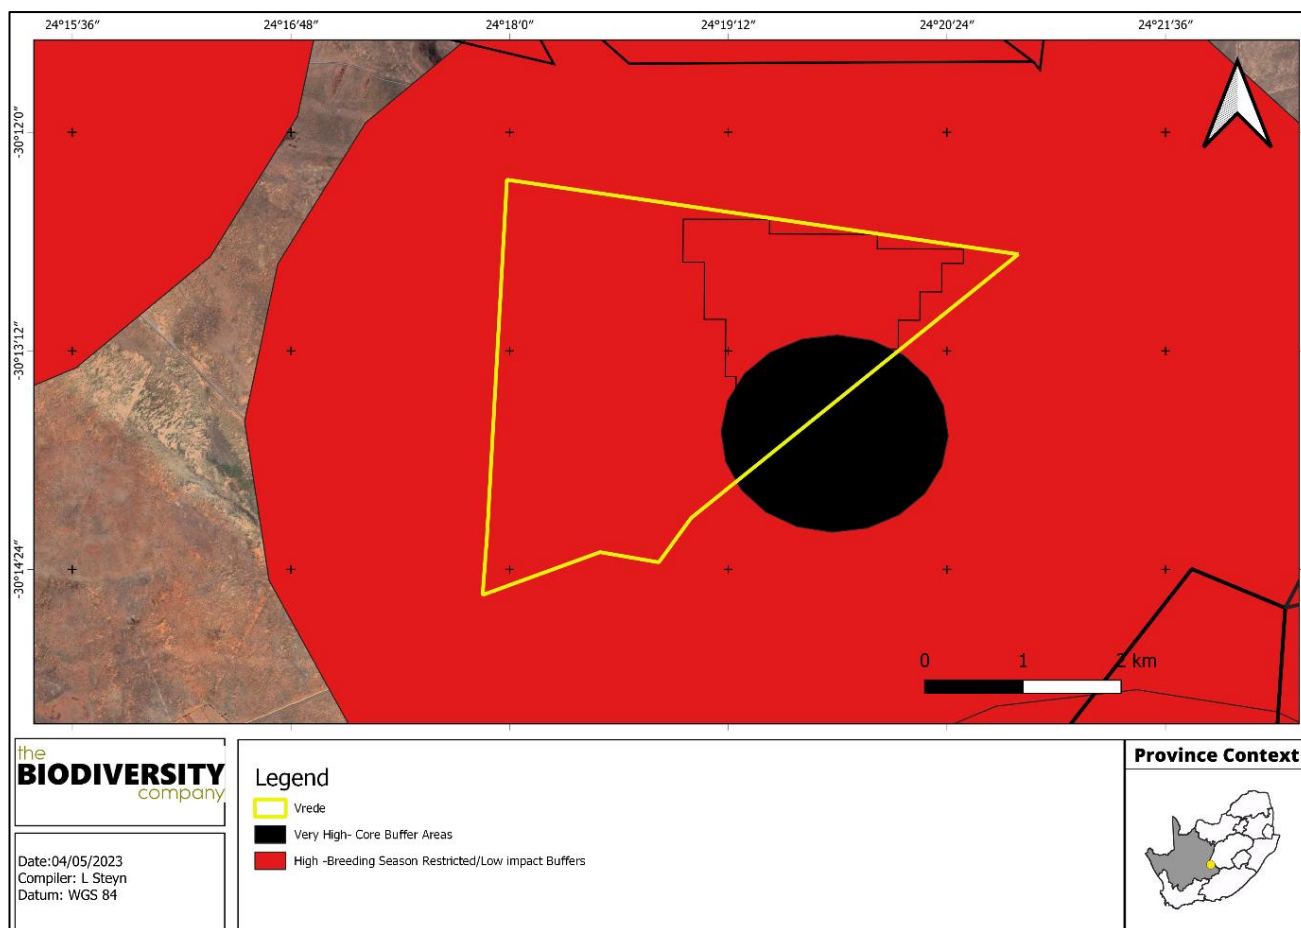 24°15'36" 24°16'48" 24°18'0" 24°19'12" 24°20'24" 24°21'36"
-30°12'0"
-30°13'12"
-30°14'24"
0 1 2 km
the
BIODIVERSITY
company
Date:04/05/2023
Compiler: L Steyn
Datum: WGS 84
Legend
Vrede
Very High- Core Buffer Areas
High -Breeding Season Restricted/Low impact Buffers
Province Context